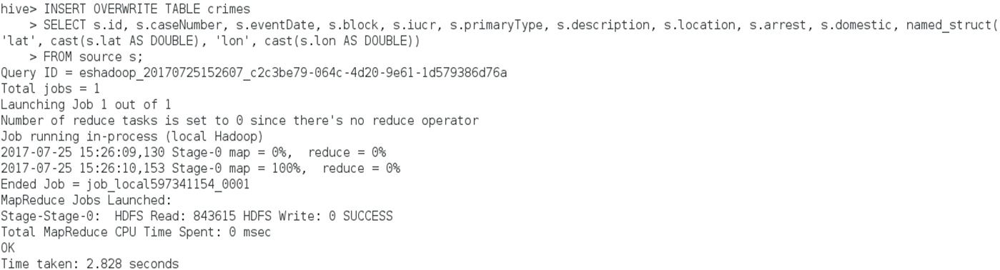 hive> INSERT OVERWRITE TABLE crimes
    > SELECT s.id, s.caseNumber, s.eventDate, s.block, s.iucr, s.primaryType, s.description, s.location, s.arrest, s.domestic, named_struct(
'lat', cast(s.lat AS DOUBLE), 'lon', cast(s.lon AS DOUBLE))
    > FROM source s;
Query ID = eshadoop_20170725152607_c2c3be79-064c-4d20-9e61-1d579386d76a
Total jobs = 1
Launching Job 1 out of 1
Number of reduce tasks is set to 0 since there's no reduce operator
Job running in-process (local Hadoop)
2017-07-25 15:26:09,130 Stage-0 map = 0%,  reduce = 0%
2017-07-25 15:26:10,153 Stage-0 map = 100%,  reduce = 0%
Ended Job = job_local597341154_0001
MapReduce Jobs Launched:
Stage-Stage-0:  HDFS Read: 843615 HDFS Write: 0 SUCCESS
Total MapReduce CPU Time Spent: 0 msec
OK
Time taken: 2.828 seconds